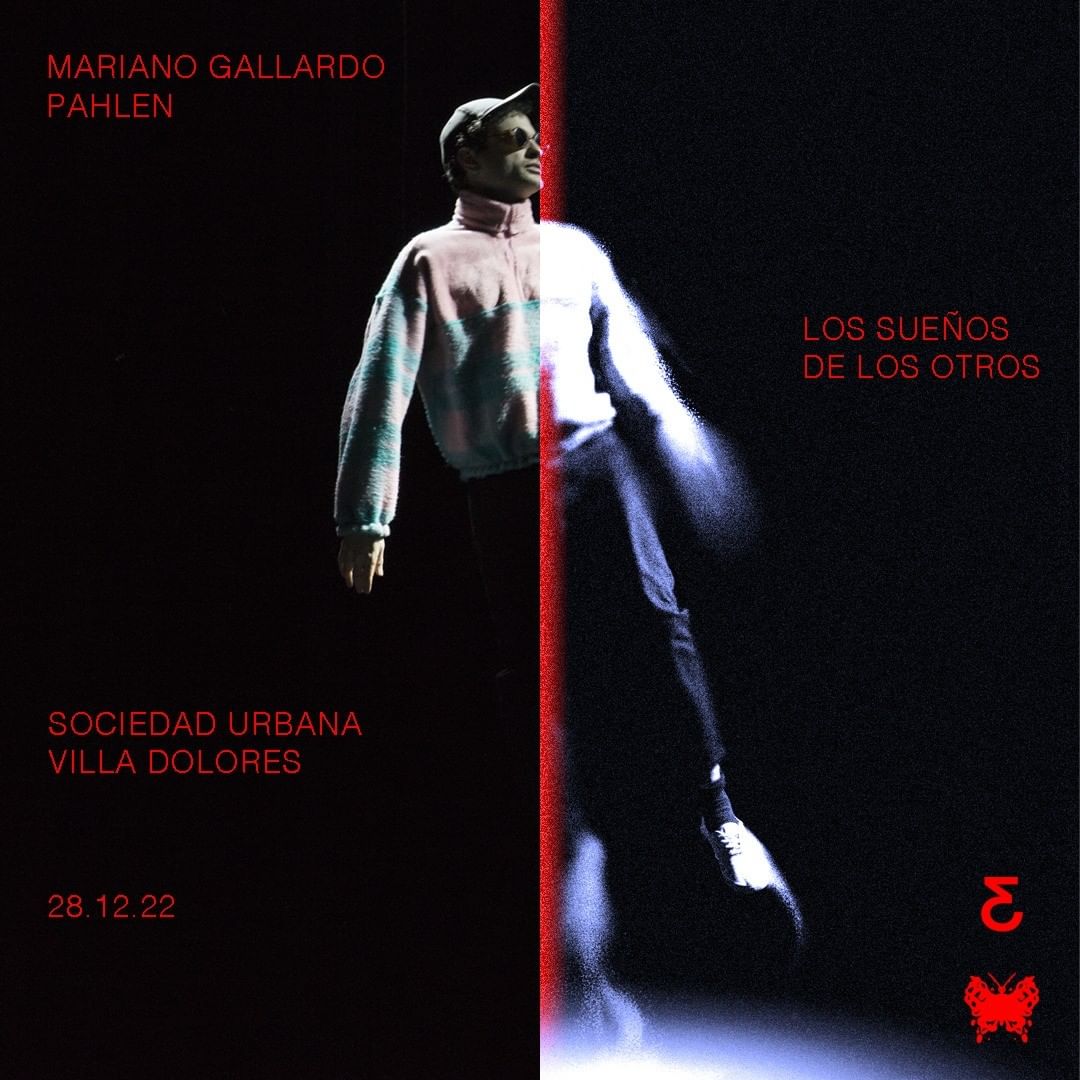 MARIANO GALLARDO
PAHLEN
LOS SUEÑOS
DE LOS OTROS
SOCIEDAD URBANA
VILLA DOLORES
28.12.22